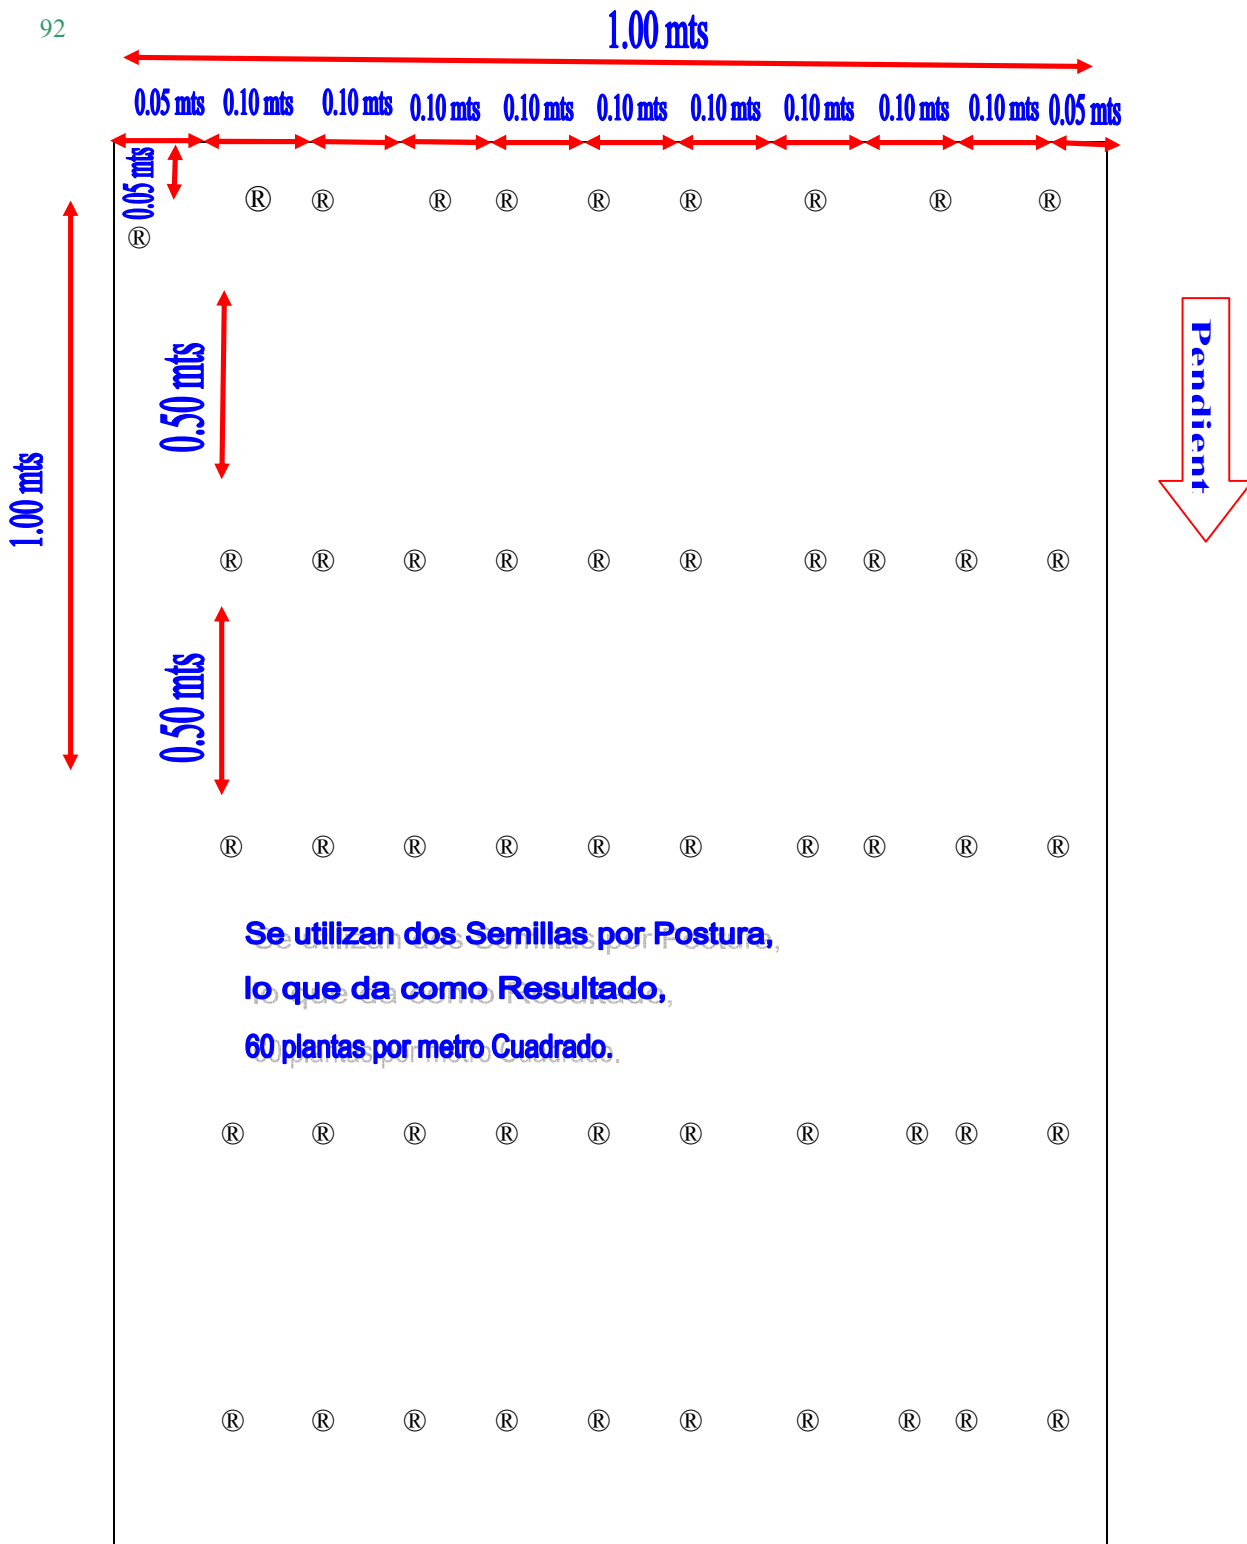 92
1.00 mts
0.05 mts 0.10 mts 0.10 mts 0.10 mts 0.10 mts 0.10 mts 0.10 mts 0.10 mts 0.10 mts 0.10 mts 0.05 mts
0.05 mts
® ® ® ® ® ® ® ® ®
®
0.50 mts
Pendient
1.00 mts
® ® ® ® ® ® ® ® ® ®
0.50 mts
® ® ® ® ® ® ® ® ® ®
Se utilizan dos Semillas por Postura,
lo que da como Resultado,
60 plantas por metro Cuadrado.
® ® ® ® ® ® ® ® ® ®
® ® ® ® ® ® ® ® ® ®